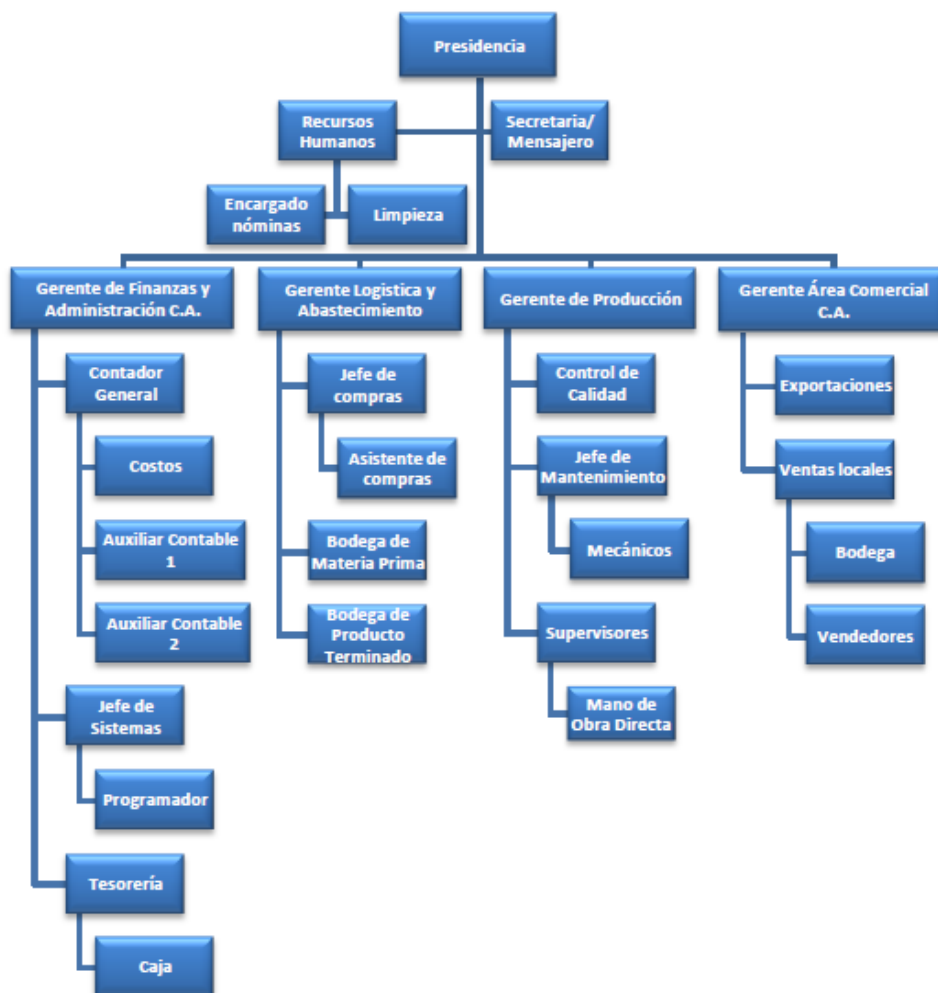 Presidencia
Recursos
Humanos
Secretaria/
Mensajero
Encargado
nóminas
Limpieza
Gerente de Finanzas y
Administración C.A.
Gerente Logistica y
Abastecimiento
Gerente de Producción
Gerente Área Comercial
C.A.
Contador
General
Costos
Auxiliar Contable
1
Auxiliar Contable
2
Jefe de
Sistemas
Programador
Tesorería
Caja
Jefe de
compras
Asistente de
compras
Bodega de
Materia Prima
Bodega de
Producto
Terminado
Control de
Calidad
Jefe de
Mantenimiento
Mecánicos
Supervisores
Mano de
Obra Directa
Exportaciones
Ventas locales
Bodega
Vendedores